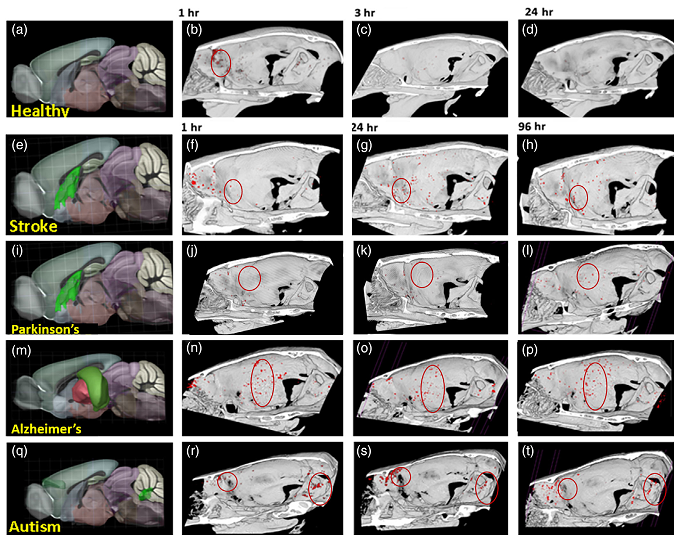 1 hr
3 hr
24 hr
(a)
(b)
(c)
(d)
Healthy
1 hr
24 hr
96 hr
(e)
(f)
(g)
(h)
Stroke
(i)
(j)
(k)
(l)
Parkinson's
(m)
(n)
(o)
(p)
Alzheimer's
(q)
(r)
(s)
(t)
Autism